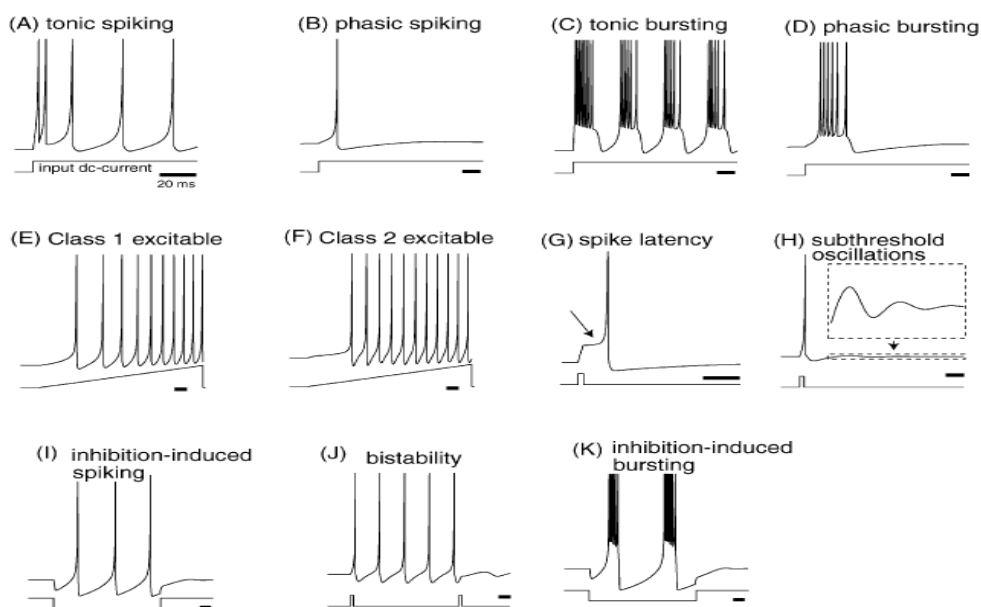 (A) tonic spiking
(B) phasic spiking
(C) tonic bursting
(D) phasic bursting
input dc-current
20 ms
(E) Class 1 excitable
(F) Class 2 excitable
(G) spike latency
(H) subthreshold
oscillations
(I) inhibition-induced
spiking
(J) bistability
(K) inhibition-induced
bursting